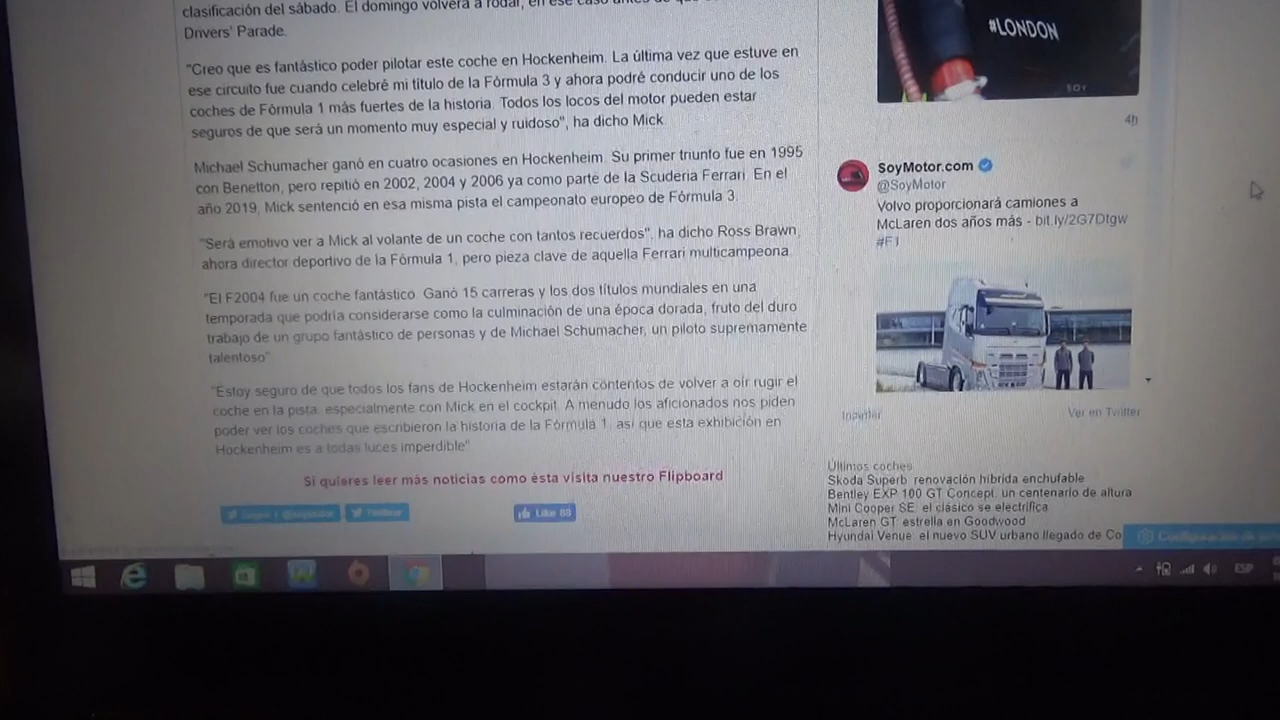 clasificación del sábado. El domingo volverá a rodar, en ese caso antes de que
Drivers' Parade.
"Creo que es fantástico poder pilotar este coche en Hockenheim. La última vez que estuve en
ese circuito fue cuando celebré mi título de la Fórmula 3 y ahora podré conducir uno de los
coches de Fórmula 1 más fuertes de la historia. Todos los locos del motor pueden estar
seguros de que será un momento muy especial y ruidoso", ha dicho Mick.
Michael Schumacher ganó en cuatro ocasiones en Hockenheim. Su primer triunfo fue en 1995
con Benetton, pero repitió en 2002, 2004 y 2006 ya como parte de la Scuderia Ferrari. En el
año 2019, Mick sentenció en esa misma pista el campeonato europeo de Fórmula 3.
"Será emotivo ver a Mick al volante de un coche con tantos recuerdos", ha dicho Ross Brawn,
ahora director deportivo de la Fórmula 1, pero pieza clave de aquella Ferrari multicampeona.
"El F2004 fue un coche fantástico. Ganó 15 carreras y los dos títulos mundiales en una
temporada que podría considerarse como la culminación de una época dorada, fruto del duro
trabajo de un grupo fantástico de personas y de Michael Schumacher, un piloto supremamente
talentoso".
"Estoy seguro de que todos los fans de Hockenheim estarán contentos de volver a oír rugir el
coche en la pista, especialmente con Mick en el cockpit. A menudo los aficionados nos piden
poder ver los coches que escribieron la historia de la Fórmula 1, así que esta exhibición en
Hockenheim es a todas luces imperdible"
Si quieres leer más noticias como ésta visita nuestro Flipboard
Seguir a @soymotor
Twittear
Like 88
#LONDON
SOY
4h
SoyMotor.com
@SoyMotor
Volvo proporcionará camiones a
McLaren dos años más - bit.ly/2G7Dtgw
#F1
Insertar
Ver en Twitter
Últimos coches
Skoda Superb: renovación híbrida enchufable
Bentley EXP 100 GT Concept: un centenario de altura
Mini Cooper SE: el clásico se electrifica
McLaren GT: estrella en Goodwood
Hyundai Venue: el nuevo SUV urbano llegado de Co
Configuración de
ESP